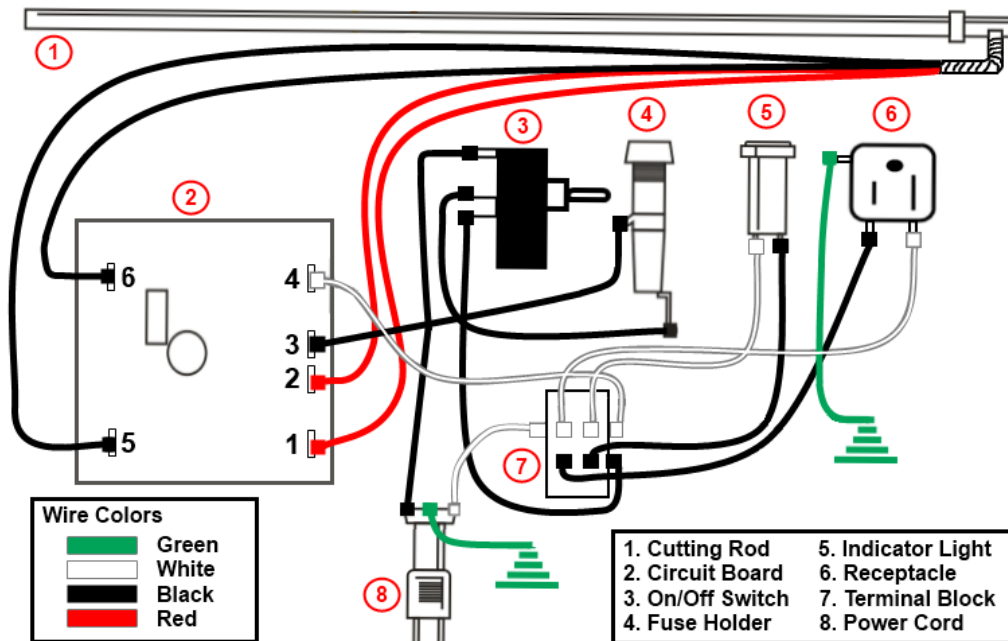 1
3
4
5
6
2
6
4
3
2
5
1
7
8
Wire Colors
Green
White
Black
Red
1. Cutting Rod
2. Circuit Board
3. On/Off Switch
4. Fuse Holder
5. Indicator Light
6. Receptacle
7. Terminal Block
8. Power Cord